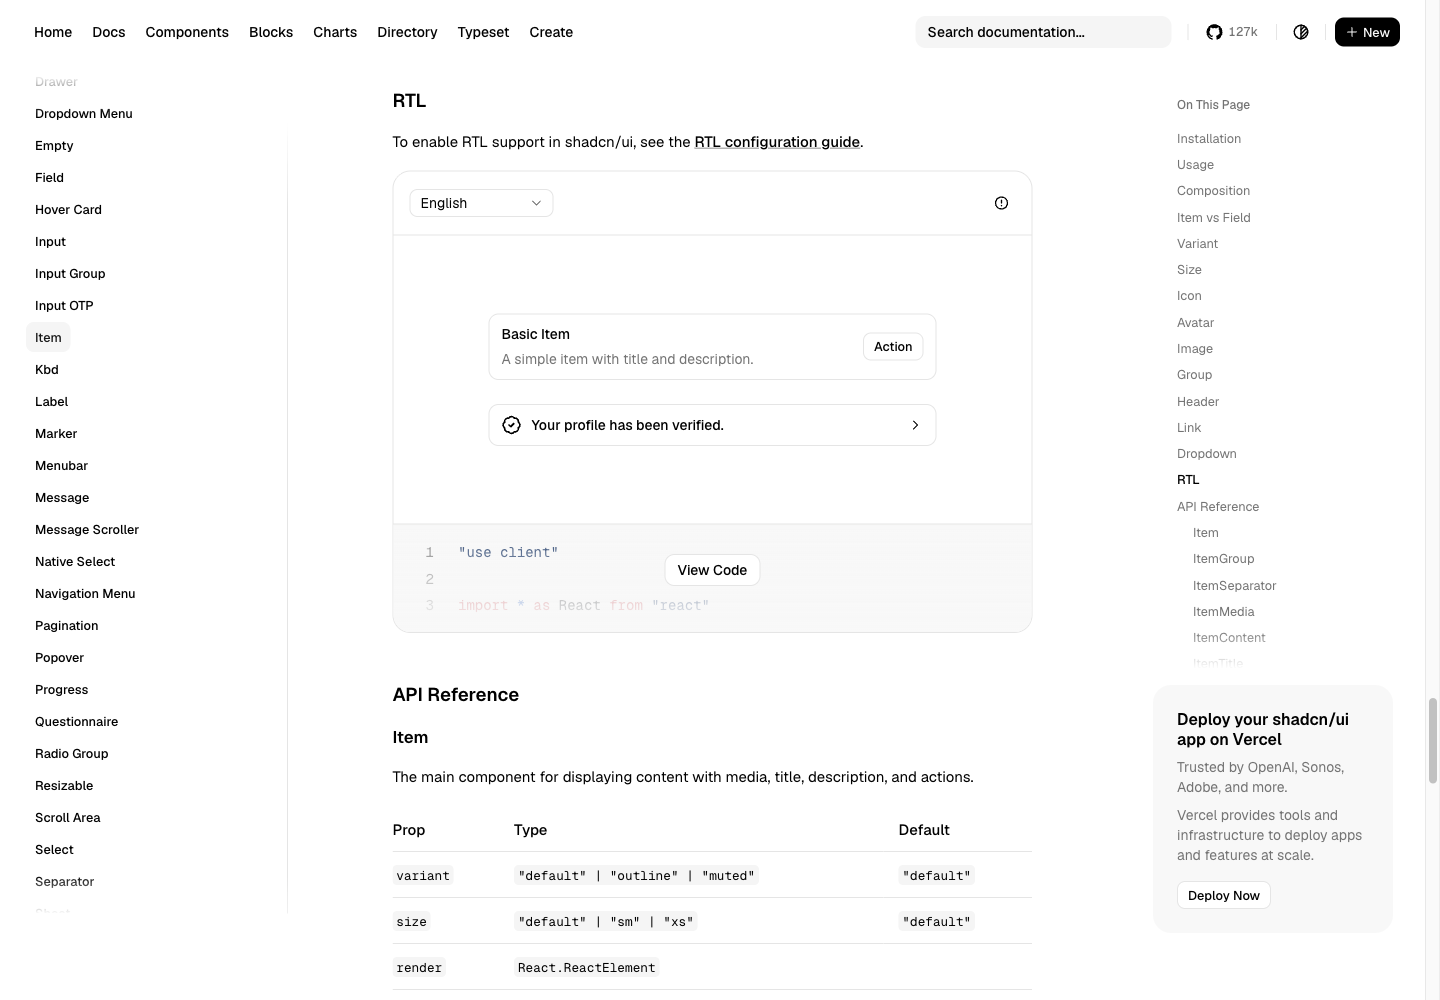 Home Docs Components Blocks Charts Directory Typeset Create
Search documentation...
127k
New
Drawer
Dropdown Menu
Empty
Field
Hover Card
Input
Input Group
Input OTP
Item
Kbd
Label
Marker
Menubar
Message
Message Scroller
Native Select
Navigation Menu
Pagination
Popover
Progress
Questionnaire
Radio Group
Resizable
Scroll Area
Select
Separator
RTL
To enable RTL support in shadcn/ui, see the RTL configuration guide.
English
Basic Item
A simple item with title and description.
Action
Your profile has been verified.
1 "use client"
2
3 import * as React from "react"
View Code
API Reference
Item
The main component for displaying content with media, title, description, and actions.
Prop Type Default
variant "default" | "outline" | "muted" "default"
size "default" | "sm" | "xs" "default"
render React.ReactElement
On This Page
Installation
Usage
Composition
Item vs Field
Variant
Size
Icon
Avatar
Image
Group
Header
Link
Dropdown
RTL
API Reference
Item
ItemGroup
ItemSeparator
ItemMedia
ItemContent
ItemTitle
Deploy your shadcn/ui
app on Vercel
Trusted by OpenAI, Sonos,
Adobe, and more.
Vercel provides tools and
infrastructure to deploy apps
and features at scale.
Deploy Now